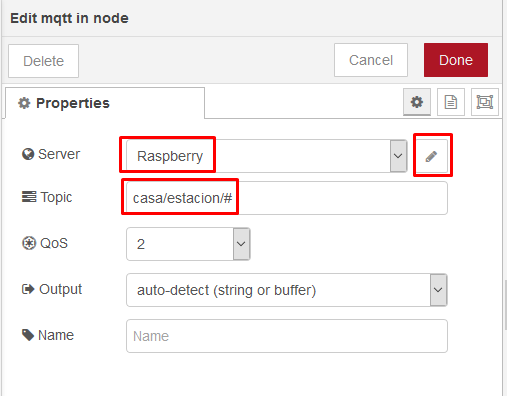 Edit mqtt in node
Delete
Cancel
Done
Properties
Server
Raspberry
Topic
casa/estacion/#
QoS
2
Output
auto-detect (string or buffer)
Name
Name